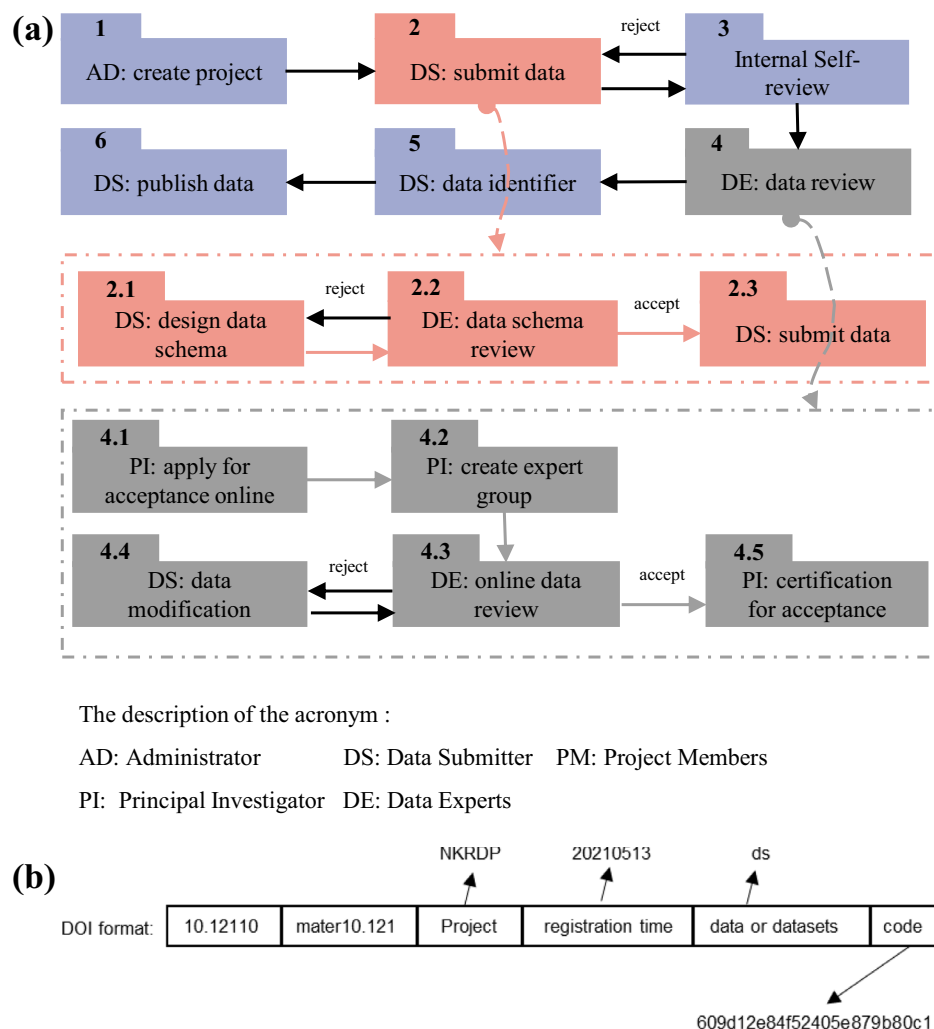 (a)
1
AD: create project
2
DS: submit data
reject
3
Internal Self-
review
6
DS: publish data
5
DS: data identifier
4
DE: data review
2.1
DS: design data
schema
reject
2.2
DE: data schema
review
accept
2.3
DS: submit data
4.1
PI: apply for
acceptance online
4.2
PI: create expert
group
4.4
DS: data
modification
reject
4.3
DE: online data
review
accept
4.5
PI: certification
for acceptance
The description of the acronym :
AD: Administrator DS: Data Submitter PM: Project Members
PI: Principal Investigator DE: Data Experts
(b)
NKRDP 20210513 ds
DOI format: 10.12110 mater10.121 Project registration time data or datasets code
609d12e84f52405e879b80c1